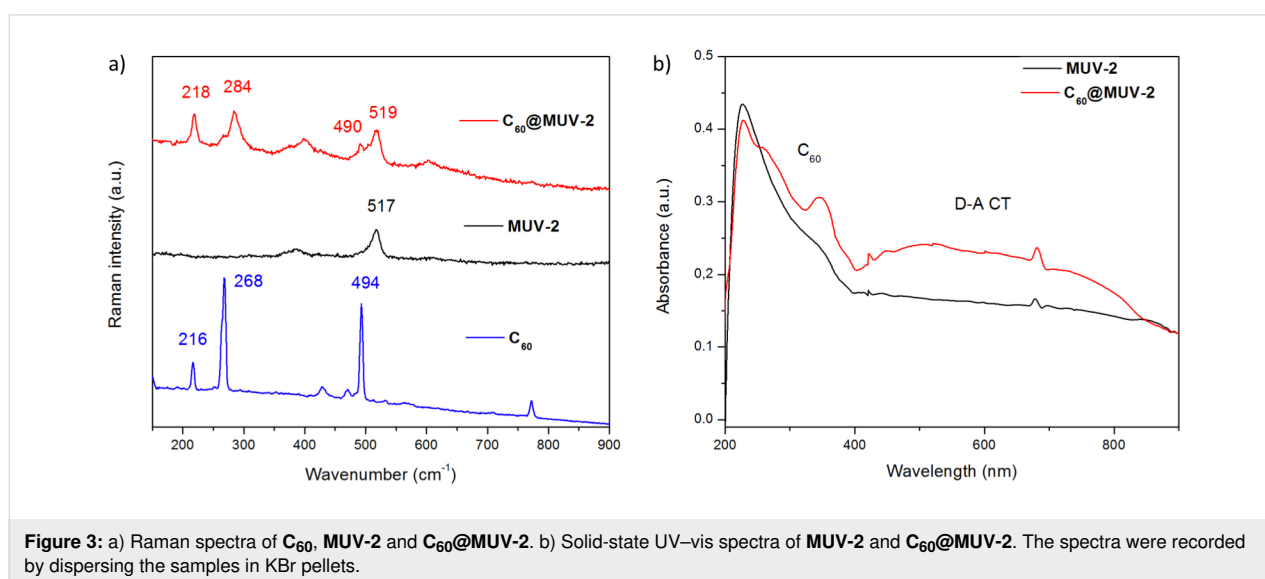 a)
218
284
490
519
C60@MUV-2
517
MUV-2
268
494
216
C60
Raman intensity (a.u.)
200 300 400 500 600 700 800 900
Wavenumber (cm-1)
b)
MUV-2
C60@MUV-2
C60
D-A CT
0.5
0.4
0.3
0.2
0.1
0.0
Absorbance (a.u.)
200 400 600 800
Wavelength (nm)
Figure 3: a) Raman spectra of C60, MUV-2 and C60@MUV-2. b) Solid-state UV–vis spectra of MUV-2 and C60@MUV-2. The spectra were recorded
by dispersing the samples in KBr pellets.